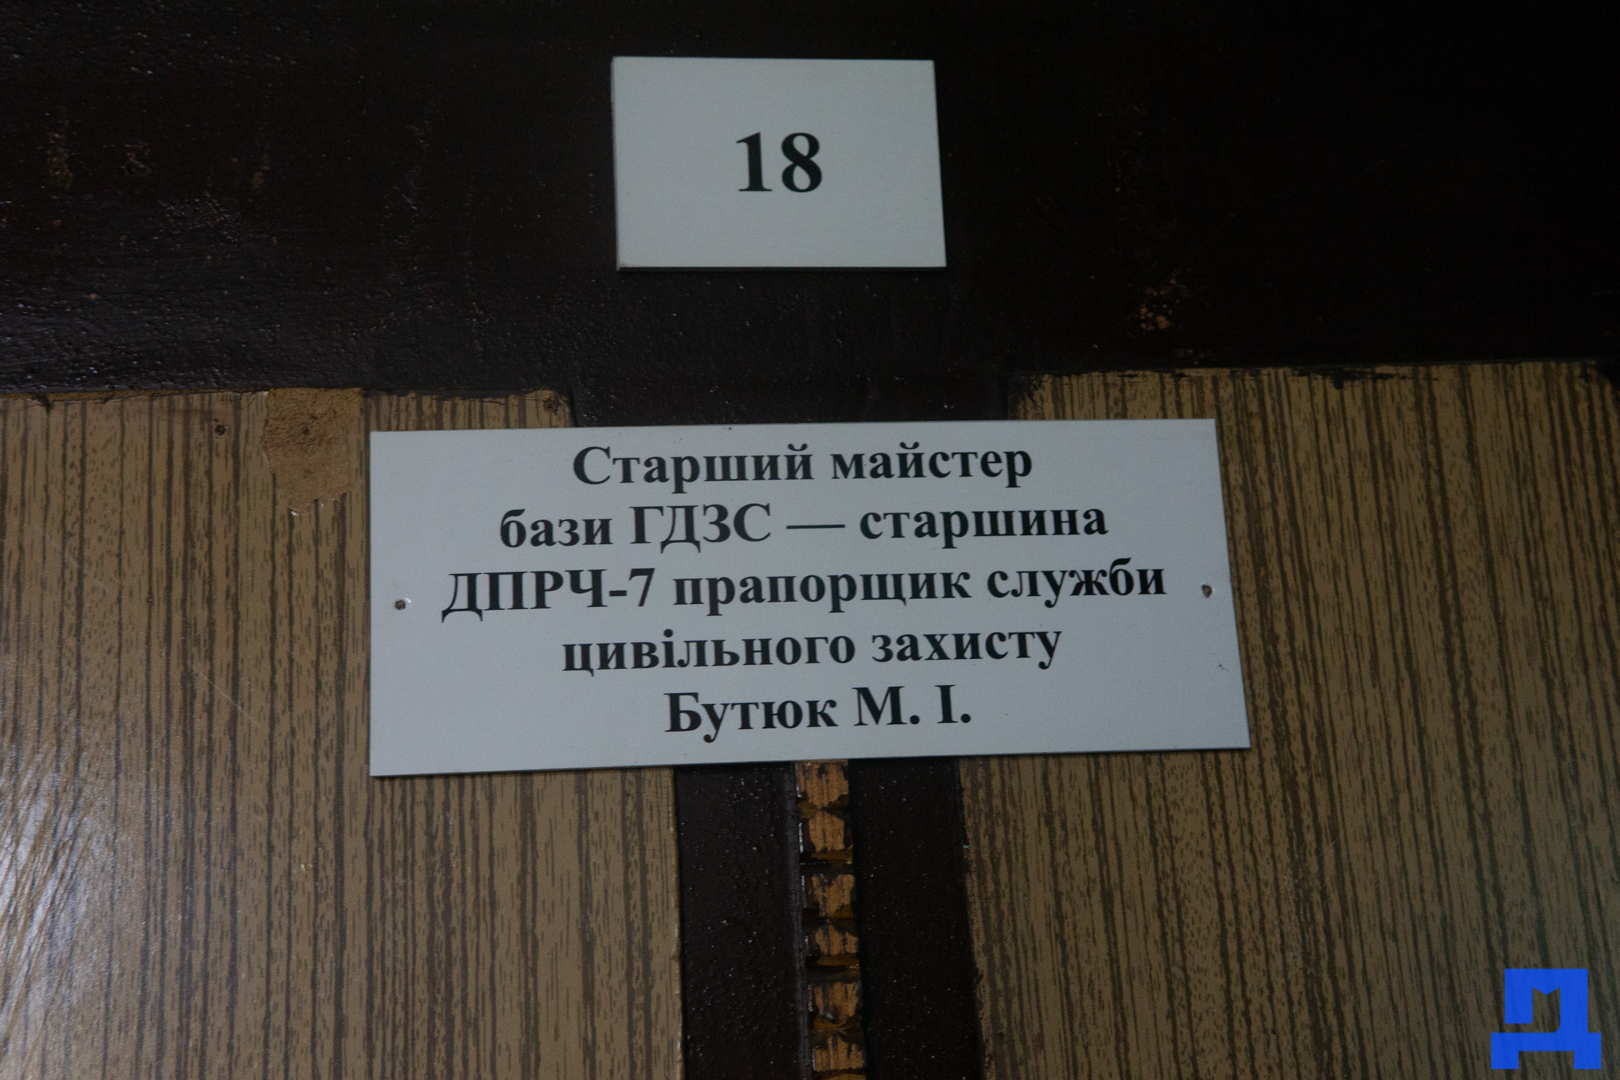 18
Старший майстер
бази ГДЗС — старшина
ДПРЧ-7 прапорщик служби
цивільного захисту
Бутюк М. І.